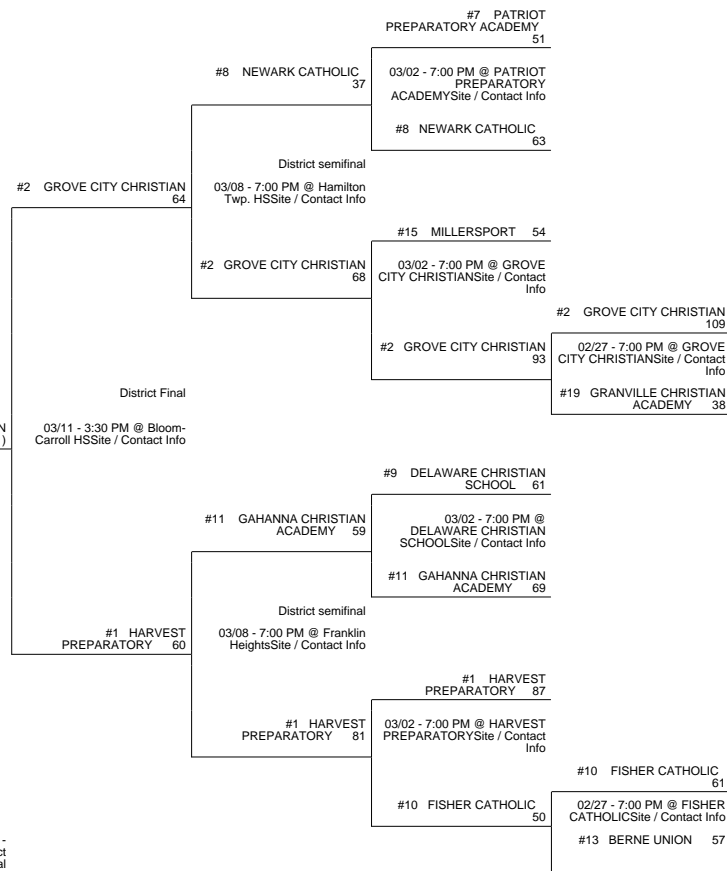 #7 PATRIOT
PREPARATORY ACADEMY
51
#8 NEWARK CATHOLIC
37
03/02 - 7:00 PM @ PATRIOT
PREPARATORY
ACADEMYSite / Contact Info
#8 NEWARK CATHOLIC
63
District semifinal
#2 GROVE CITY CHRISTIAN
64
03/08 - 7:00 PM @ Hamilton
Twp. HSSite / Contact Info
#15 MILLERSPORT 54
#2 GROVE CITY CHRISTIAN
68
03/02 - 7:00 PM @ GROVE
CITY CHRISTIANSite / Contact
Info
#2 GROVE CITY CHRISTIAN
109
#2 GROVE CITY CHRISTIAN
93
02/27 - 7:00 PM @ GROVE
CITY CHRISTIANSite / Contact
Info
#19 GRANVILLE CHRISTIAN
ACADEMY 38
District Final
N
)
03/11 - 3:30 PM @ Bloom-
Carroll HSSite / Contact Info
#9 DELAWARE CHRISTIAN
SCHOOL 61
#11 GAHANNA CHRISTIAN
ACADEMY 59
03/02 - 7:00 PM @
DELAWARE CHRISTIAN
SCHOOLSite / Contact Info
#11 GAHANNA CHRISTIAN
ACADEMY 69
District semifinal
#1 HARVEST
PREPARATORY 60
03/08 - 7:00 PM @ Franklin
HeightsSite / Contact Info
#1 HARVEST
PREPARATORY 87
#1 HARVEST
PREPARATORY 81
03/02 - 7:00 PM @ HARVEST
PREPARATORYSite / Contact
Info
#10 FISHER CATHOLIC
61
#10 FISHER CATHOLIC
50
02/27 - 7:00 PM @ FISHER
CATHOLICSite / Contact Info
#13 BERNE UNION 57
-
ct
al